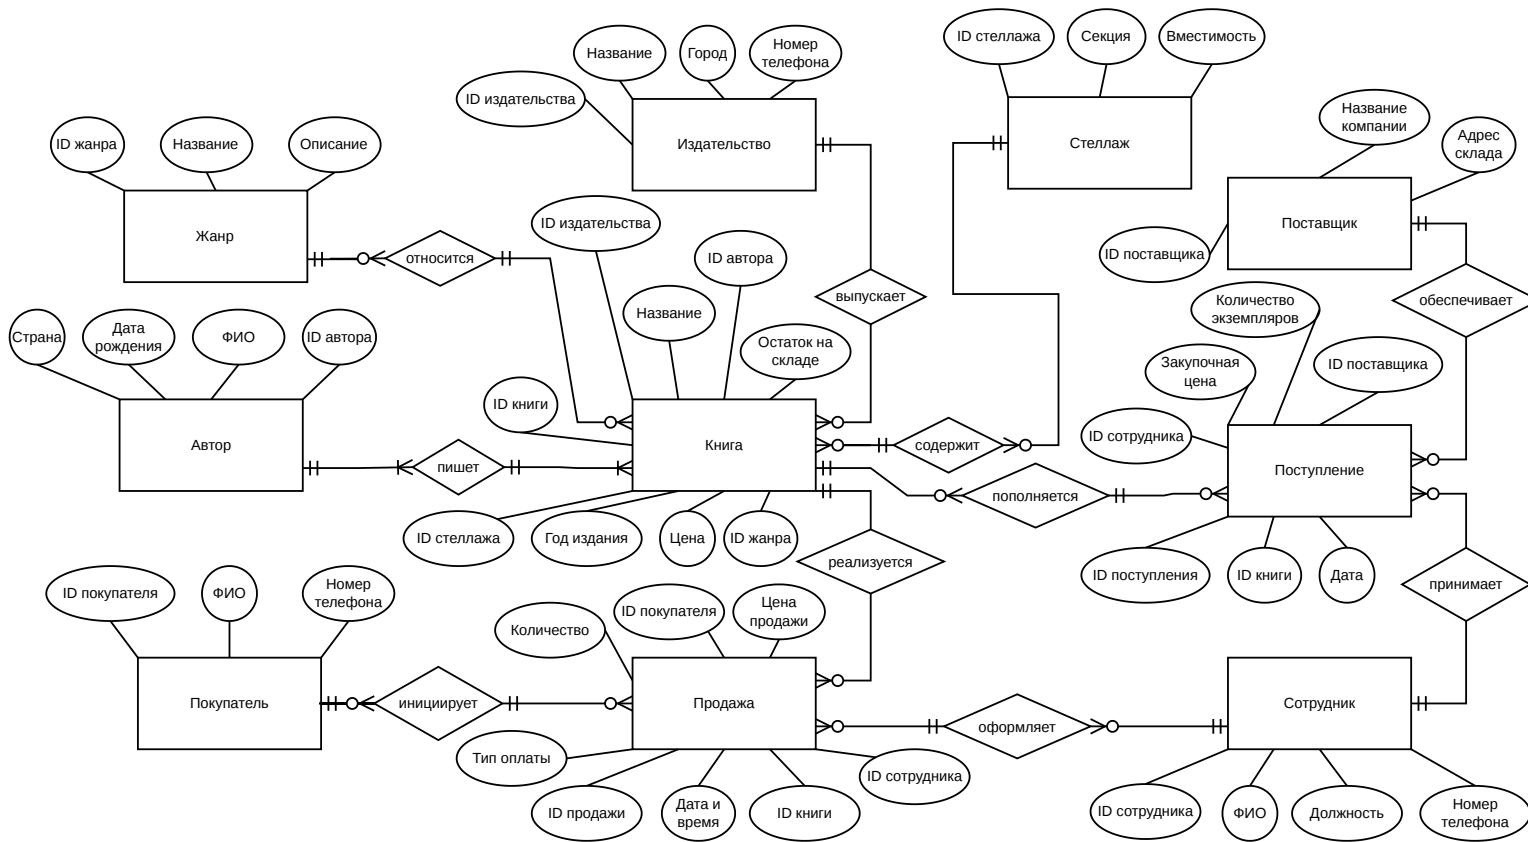 ID стеллажа
Секция
Вместимость
Название
Город
Номер
телефона
ID издательства
Издательство
Стеллаж
Название
компании
Адрес
склада
ID жанра
Название
Описание
Жанр
ID издательства
Поставщик
ID поставщика
относится
ID автора
выпускает
обеспечивает
Количество
экземпляров
Название
Страна
Дата
рождения
ФИО
ID автора
Остаток на
складе
Закупочная
цена
ID поставщика
ID книги
Автор
Книга
содержит
ID сотрудника
Поступление
пишет
пополняется
ID стеллажа
Год издания
Цена
ID жанра
реализуется
ID поступления
ID книги
Дата
принимает
ID покупателя
ФИО
Номер
телефона
Количество
ID покупателя
Цена
продажи
Покупатель
инициирует
Продажа
оформляет
Сотрудник
Тип оплаты
ID сотрудника
ID продажи
Дата и
время
ID книги
ID сотрудника
ФИО
Должность
Номер
телефона